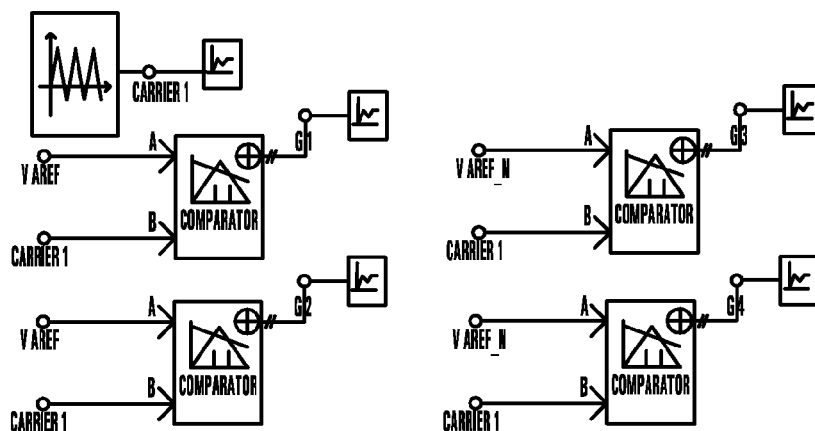 CARRIER 1
A
G1
V AREF
B
COMPARATOR
CARRIER 1
A
G2
V AREF
B
COMPARATOR
CARRIER 1
A
G3
V AREF_N
B
COMPARATOR
CARRIER 1
A
G4
V AREF_N
B
COMPARATOR
CARRIER 1